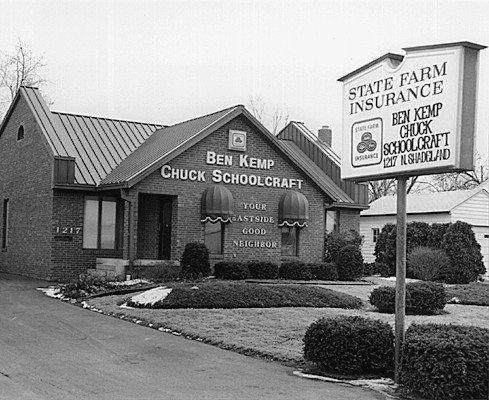 STATE FARM
INSURANCE
STATE FARM
INSURANCE
BEN KEMP
CHUCK
SCHOOLCRAFT
1217 N. SHADELAND
BEN KEMP
CHUCK SCHOOLCRAFT
YOUR
EASTSIDE
GOOD
NEIGHBOR
1217